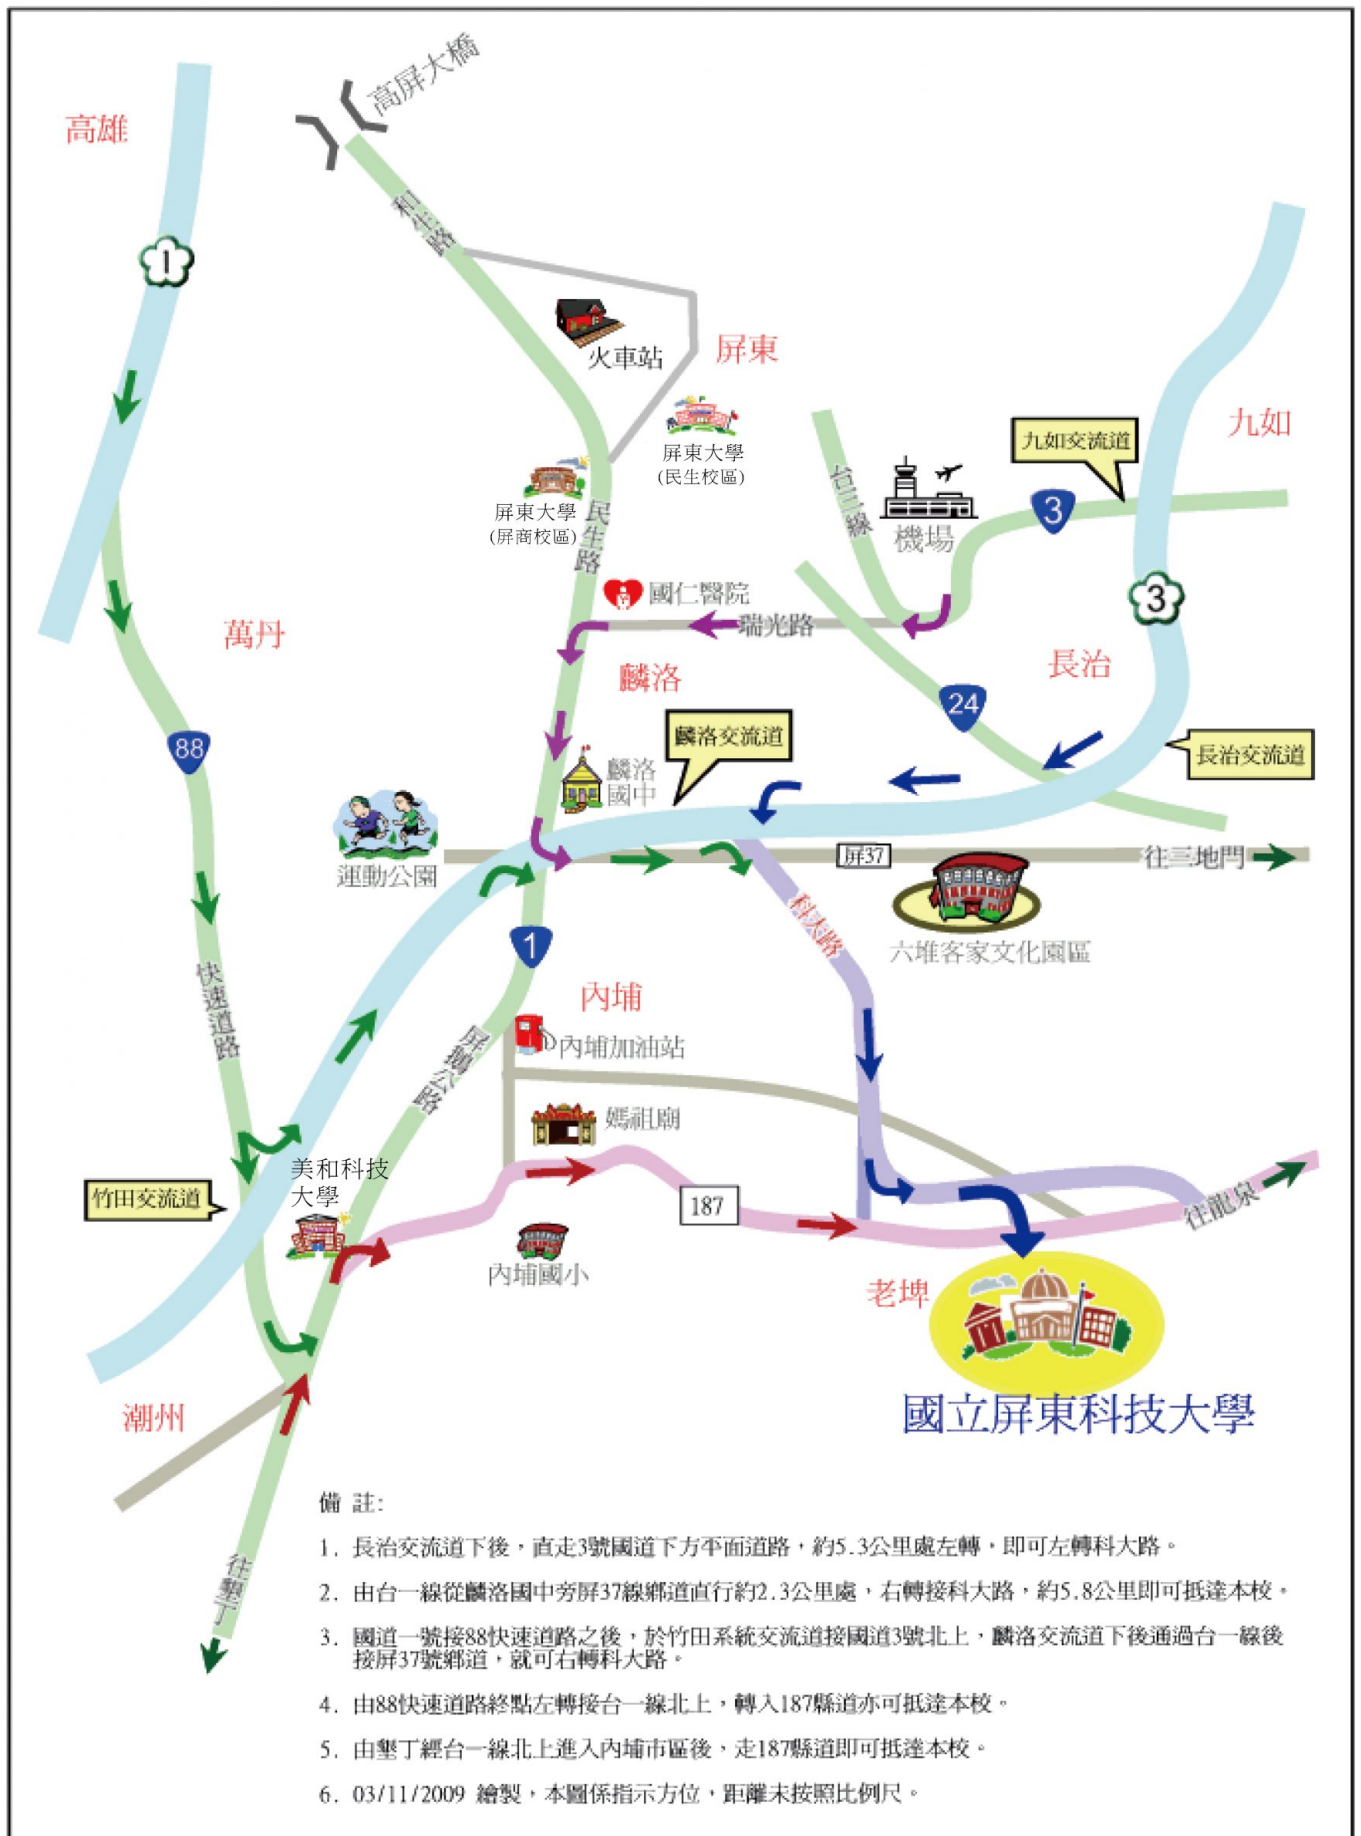 高屏大橋
高雄
和生路
1
火車站
屏東
屏東大學
(民生校區)
九如
九如交流道
屏東大學
(屏商校區)
民生路
台三線
機場
3
3
國仁醫院
瑞光路
萬丹
麟洛
長治
24
麟洛交流道
長治交流道
88
麟洛
國中
運動公園
屏37
往三地門
科大路
六堆客家文化園區
1
快速道路
內埔
屏鵝公路
內埔加油站
媽祖廟
美和科技
大學
竹田交流道
187
往龍泉
內埔國小
老埤
國立屏東科技大學
潮州
往墾丁
備 註:
1. 長治交流道下後，直走3號國道下方平面道路，約5.3公里處左轉，即可左轉科大路。
2. 由台一線從麟洛國中旁屏37線鄉道直行約2.3公里處，右轉接科大路，約5.8公里即可抵達本校。
3. 國道一號接88快速道路之後，於竹田系統交流道接國道3號北上，麟洛交流道下後通過台一線後
接屏37號鄉道，就可右轉科大路。
4. 由88快速道路終點左轉接台一線北上，轉入187縣道亦可抵達本校。
5. 由墾丁經台一線北上進入內埔市區後，走187縣道即可抵達本校。
6. 03/11/2009 繪製，本圖係指示方位，距離未按照比例尺。